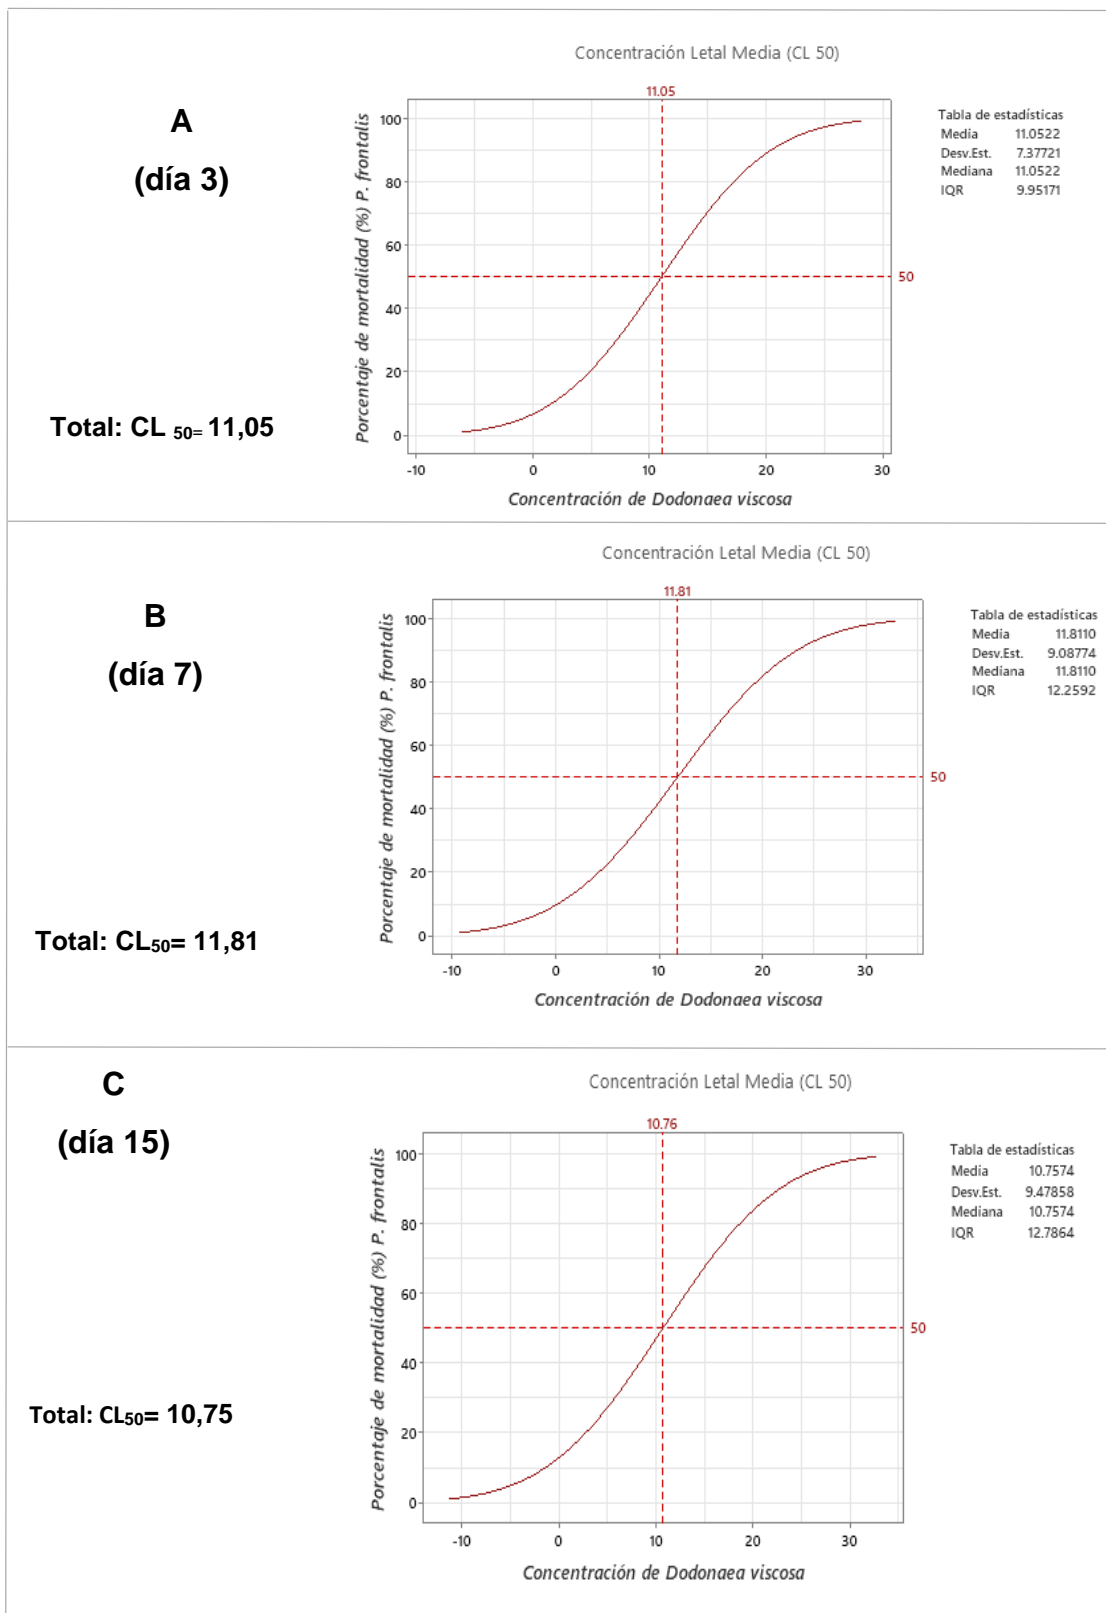 Concentración Letal Media (CL 50)
A
(día 3)
Total: CL 50= 11,05
11.05
Porcentaje de mortalidad (%) P. frontalis
100
80
60
40
20
0
50
-10 0 10 20 30
Concentración de Dodonaea viscosa
Tabla de estadísticas
Media 11.0522
Desv.Est. 7.37721
Mediana 11.0522
IQR 9.95171
Concentración Letal Media (CL 50)
B
(día 7)
Total: CL50= 11,81
11.81
Porcentaje de mortalidad (%) P. frontalis
100
80
60
40
20
0
50
-10 0 10 20 30
Concentración de Dodonaea viscosa
Tabla de estadísticas
Media 11.8110
Desv.Est. 9.08774
Mediana 11.8110
IQR 12.2592
Concentración Letal Media (CL 50)
C
(día 15)
Total: CL50= 10,75
10.76
Porcentaje de mortalidad (%) P. frontalis
100
80
60
40
20
0
50
-10 0 10 20 30
Concentración de Dodonaea viscosa
Tabla de estadísticas
Media 10.7574
Desv.Est. 9.47858
Mediana 10.7574
IQR 12.7864